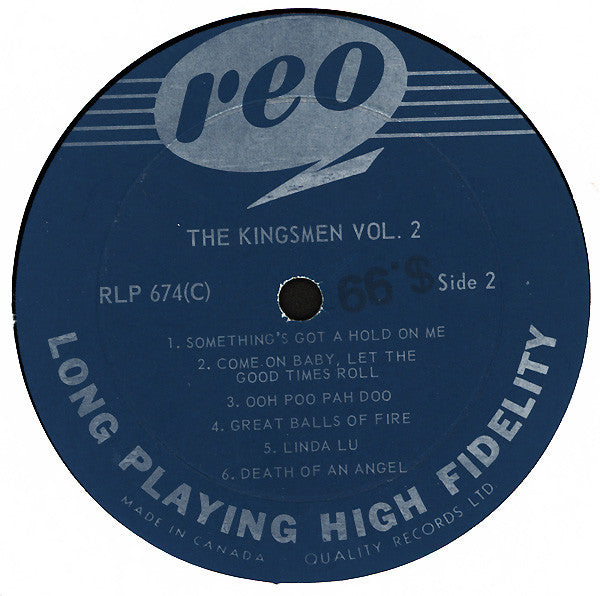 reo
THE KINGSMEN VOL. 2
RLP 674(C)
$.99
Side 2
1. SOMETHING'S GOT A HOLD ON ME
2. COME ON BABY, LET THE
GOOD TIMES ROLL
3. OOH POO PAH DOO
4. GREAT BALLS OF FIRE
5. LINDA LU
6. DEATH OF AN ANGEL
LONG PLAYING HIGH FIDELITY
MADE IN CANADA
QUALITY RECORDS LTD.